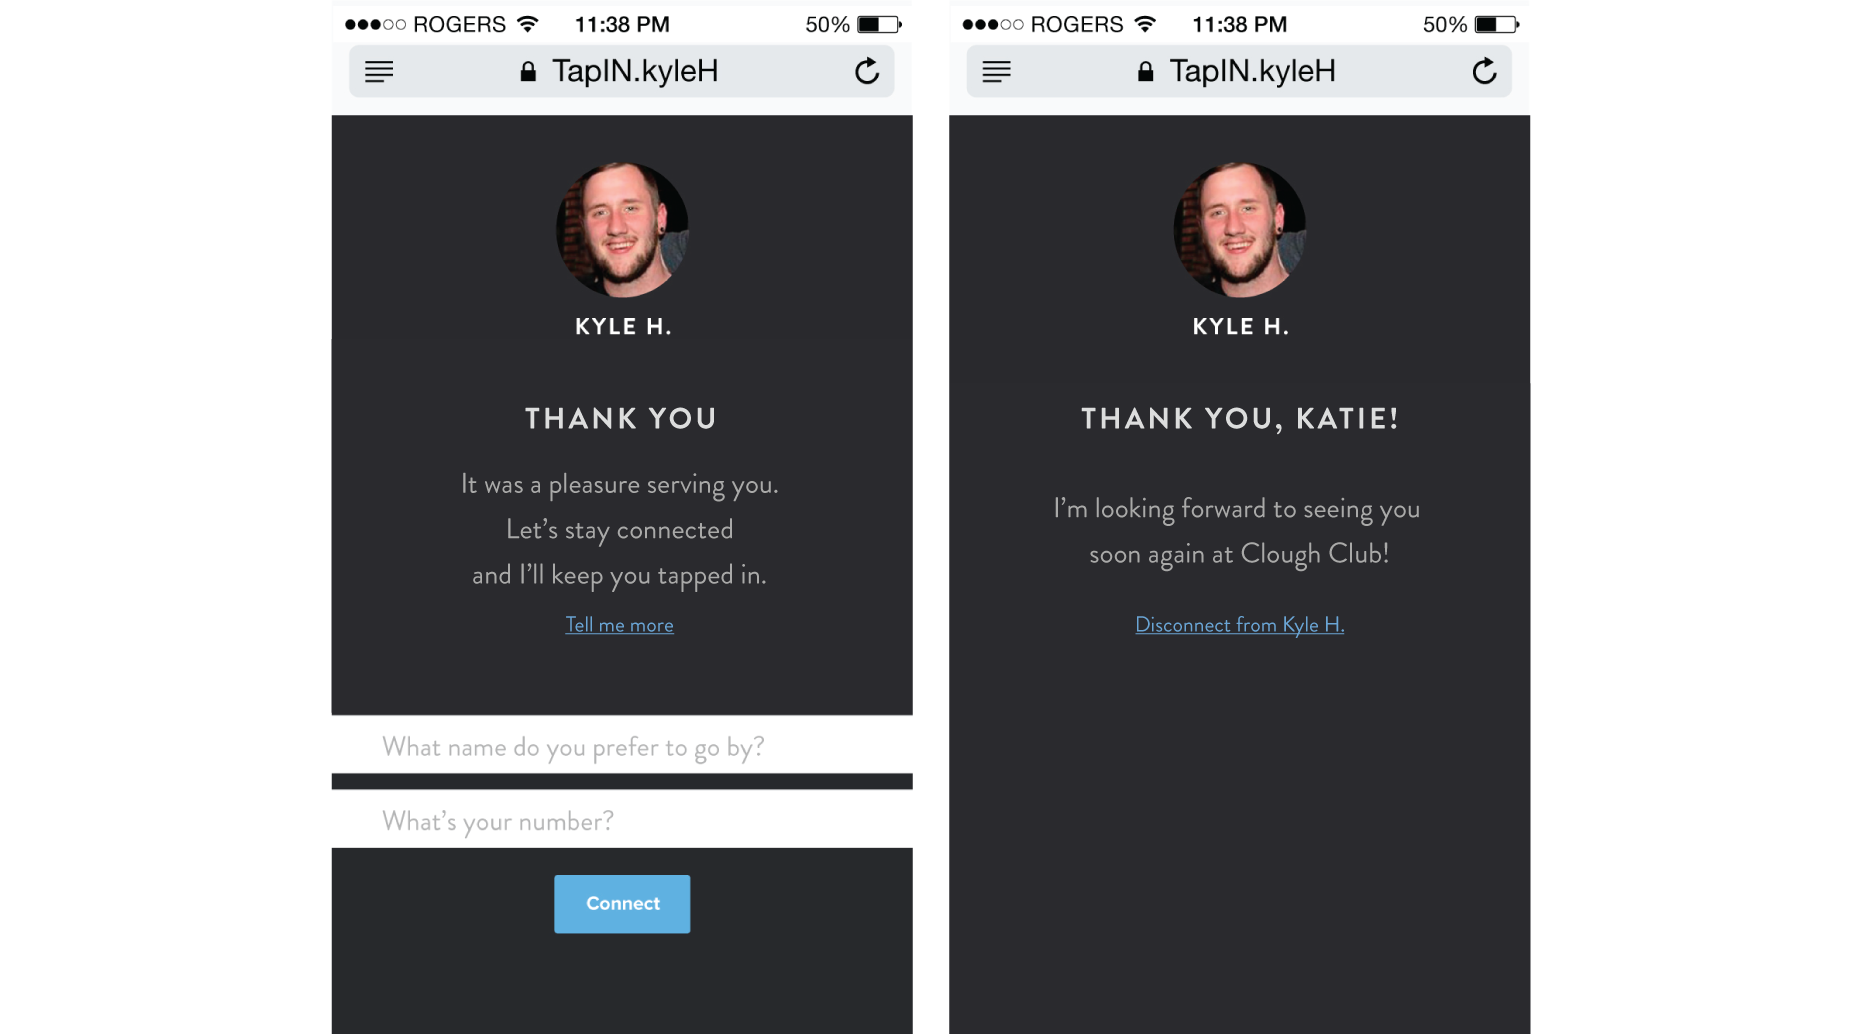 ROGERS 11:38 PM 50%
TapIN.kyleH
KYLE H.
THANK YOU
It was a pleasure serving you.
Let's stay connected
and I'll keep you tapped in.
Tell me more
What name do you prefer to go by?
What's your number?
Connect
ROGERS 11:38 PM 50%
TapIN.kyleH
KYLE H.
THANK YOU, KATIE!
I'm looking forward to seeing you
soon again at Clough Club!
Disconnect from Kyle H.